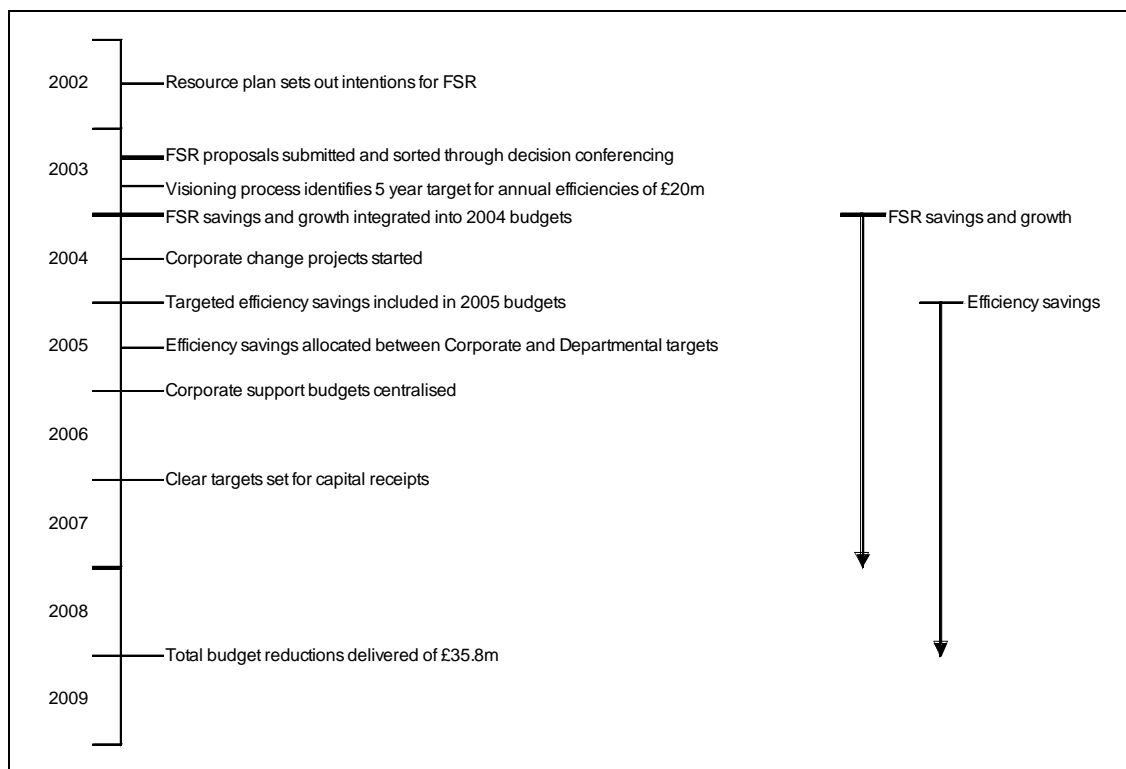 2002
Resource plan sets out intentions for FSR
FSR proposals submitted and sorted through decision conferencing
2003
Visioning process identifies 5 year target for annual efficiencies of £20m
FSR savings and growth integrated into 2004 budgets
FSR savings and growth
2004
Corporate change projects started
Targeted efficiency savings included in 2005 budgets
Efficiency savings
2005
Efficiency savings allocated between Corporate and Departmental targets
Corporate support budgets centralised
2006
Clear targets set for capital receipts
2007
2008
Total budget reductions delivered of £35.8m
2009